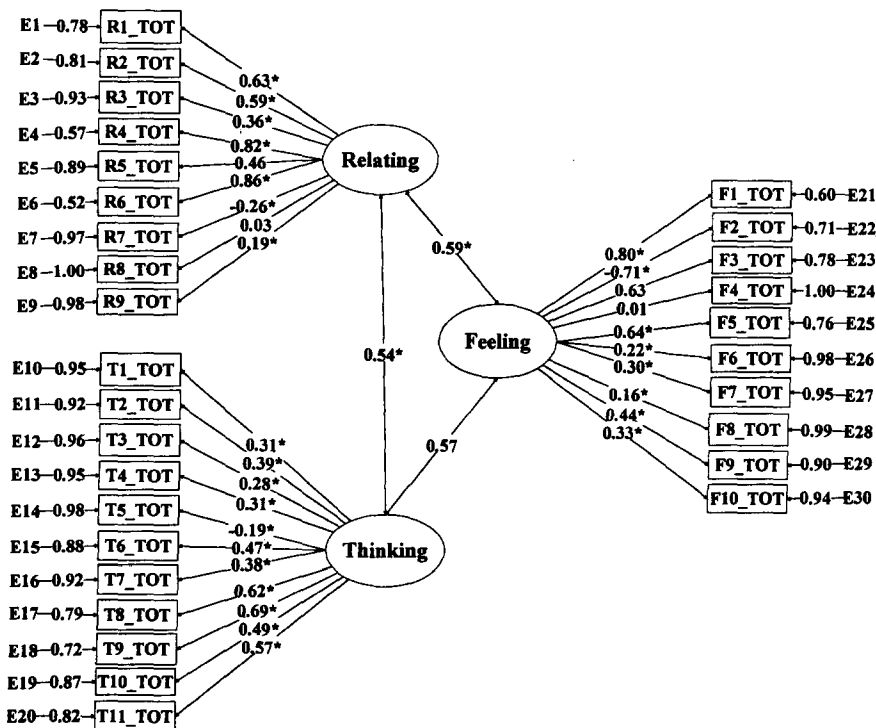 E1 0.78 R1_TOT
E2 0.81 R2_TOT
E3 0.93 R3_TOT
E4 0.57 R4_TOT
E5 0.89 R5_TOT
E6 0.52 R6_TOT
E7 0.97 R7_TOT
E8 1.00 R8_TOT
E9 0.98 R9_TOT
0.63*
0.59*
0.36*
0.82*
0.46
0.86*
-0.26*
0.03
0.19*
Relating
0.59*
0.54*
0.57
E10 0.95 T1_TOT
E11 0.92 T2_TOT
E12 0.96 T3_TOT
E13 0.95 T4_TOT
E14 0.98 T5_TOT
E15 0.88 T6_TOT
E16 0.92 T7_TOT
E17 0.79 T8_TOT
E18 0.72 T9_TOT
E19 0.87 T10_TOT
E20 0.82 T11_TOT
0.31*
0.39*
0.28*
0.31*
-0.19*
0.47*
0.38*
0.62*
0.69*
0.49*
0.57*
Thinking
Feeling
0.80*
-0.71*
0.63
0.01
0.64*
0.22*
0.30*
0.16*
0.44*
0.33*
F1_TOT 0.60 E21
F2_TOT 0.71 E22
F3_TOT 0.78 E23
F4_TOT 1.00 E24
F5_TOT 0.76 E25
F6_TOT 0.98 E26
F7_TOT 0.95 E27
F8_TOT 0.99 E28
F9_TOT 0.90 E29
F10_TOT 0.94 E30